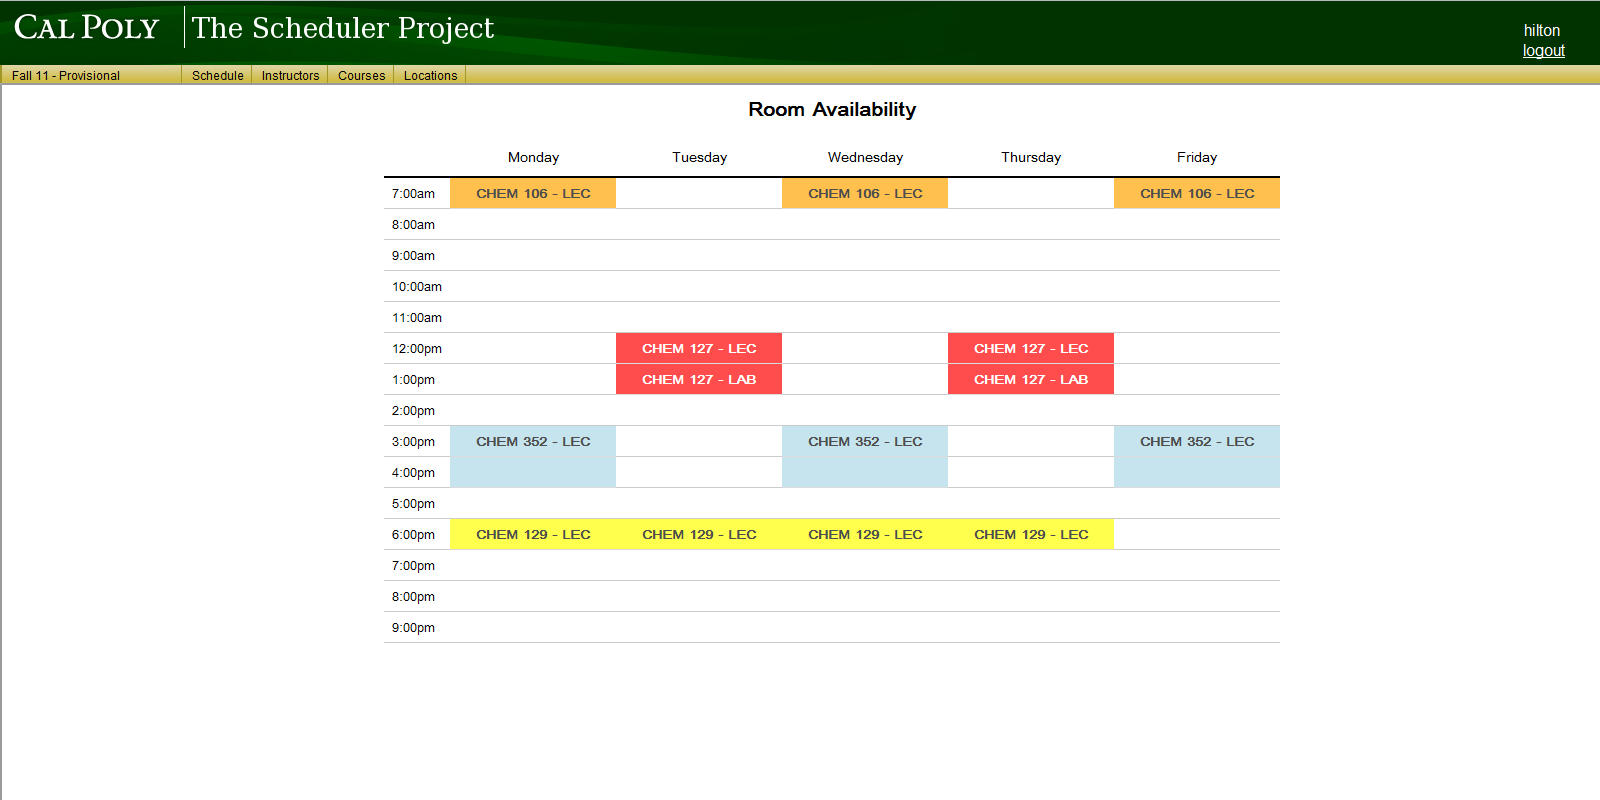 CAL POLY The Scheduler Project
hilton
logout
Fall 11 - Provisional Schedule Instructors Courses Locations
Room Availability
Monday Tuesday Wednesday Thursday Friday
7:00am CHEM 106 - LEC CHEM 106 - LEC CHEM 106 - LEC
8:00am
9:00am
10:00am
11:00am
12:00pm CHEM 127 - LEC CHEM 127 - LEC
1:00pm CHEM 127 - LAB CHEM 127 - LAB
2:00pm
3:00pm CHEM 352 - LEC CHEM 352 - LEC CHEM 352 - LEC
4:00pm
5:00pm
6:00pm CHEM 129 - LEC CHEM 129 - LEC CHEM 129 - LEC CHEM 129 - LEC
7:00pm
8:00pm
9:00pm